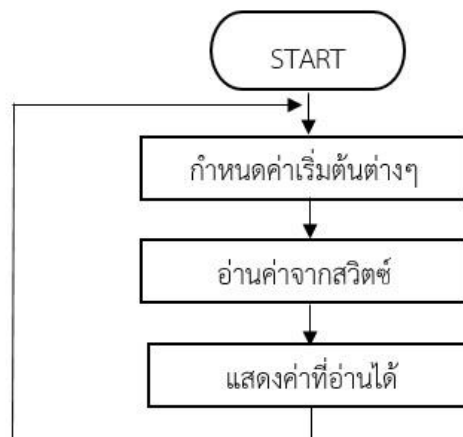 START
กำหนดค่าเริ่มต้นต่างๆ
อ่านค่าจากสวิตซ์
แสดงค่าที่อ่านได้